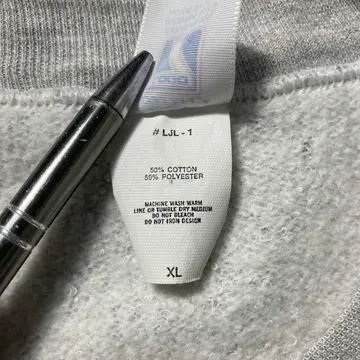 # LJL - 1
50% COTTON
50% POLYESTER
MACHINE WASH WARM
LINE OR TUMBLE DRY MEDIUM
DO NOT BLEACH
DO NOT IRON DESIGN
XL